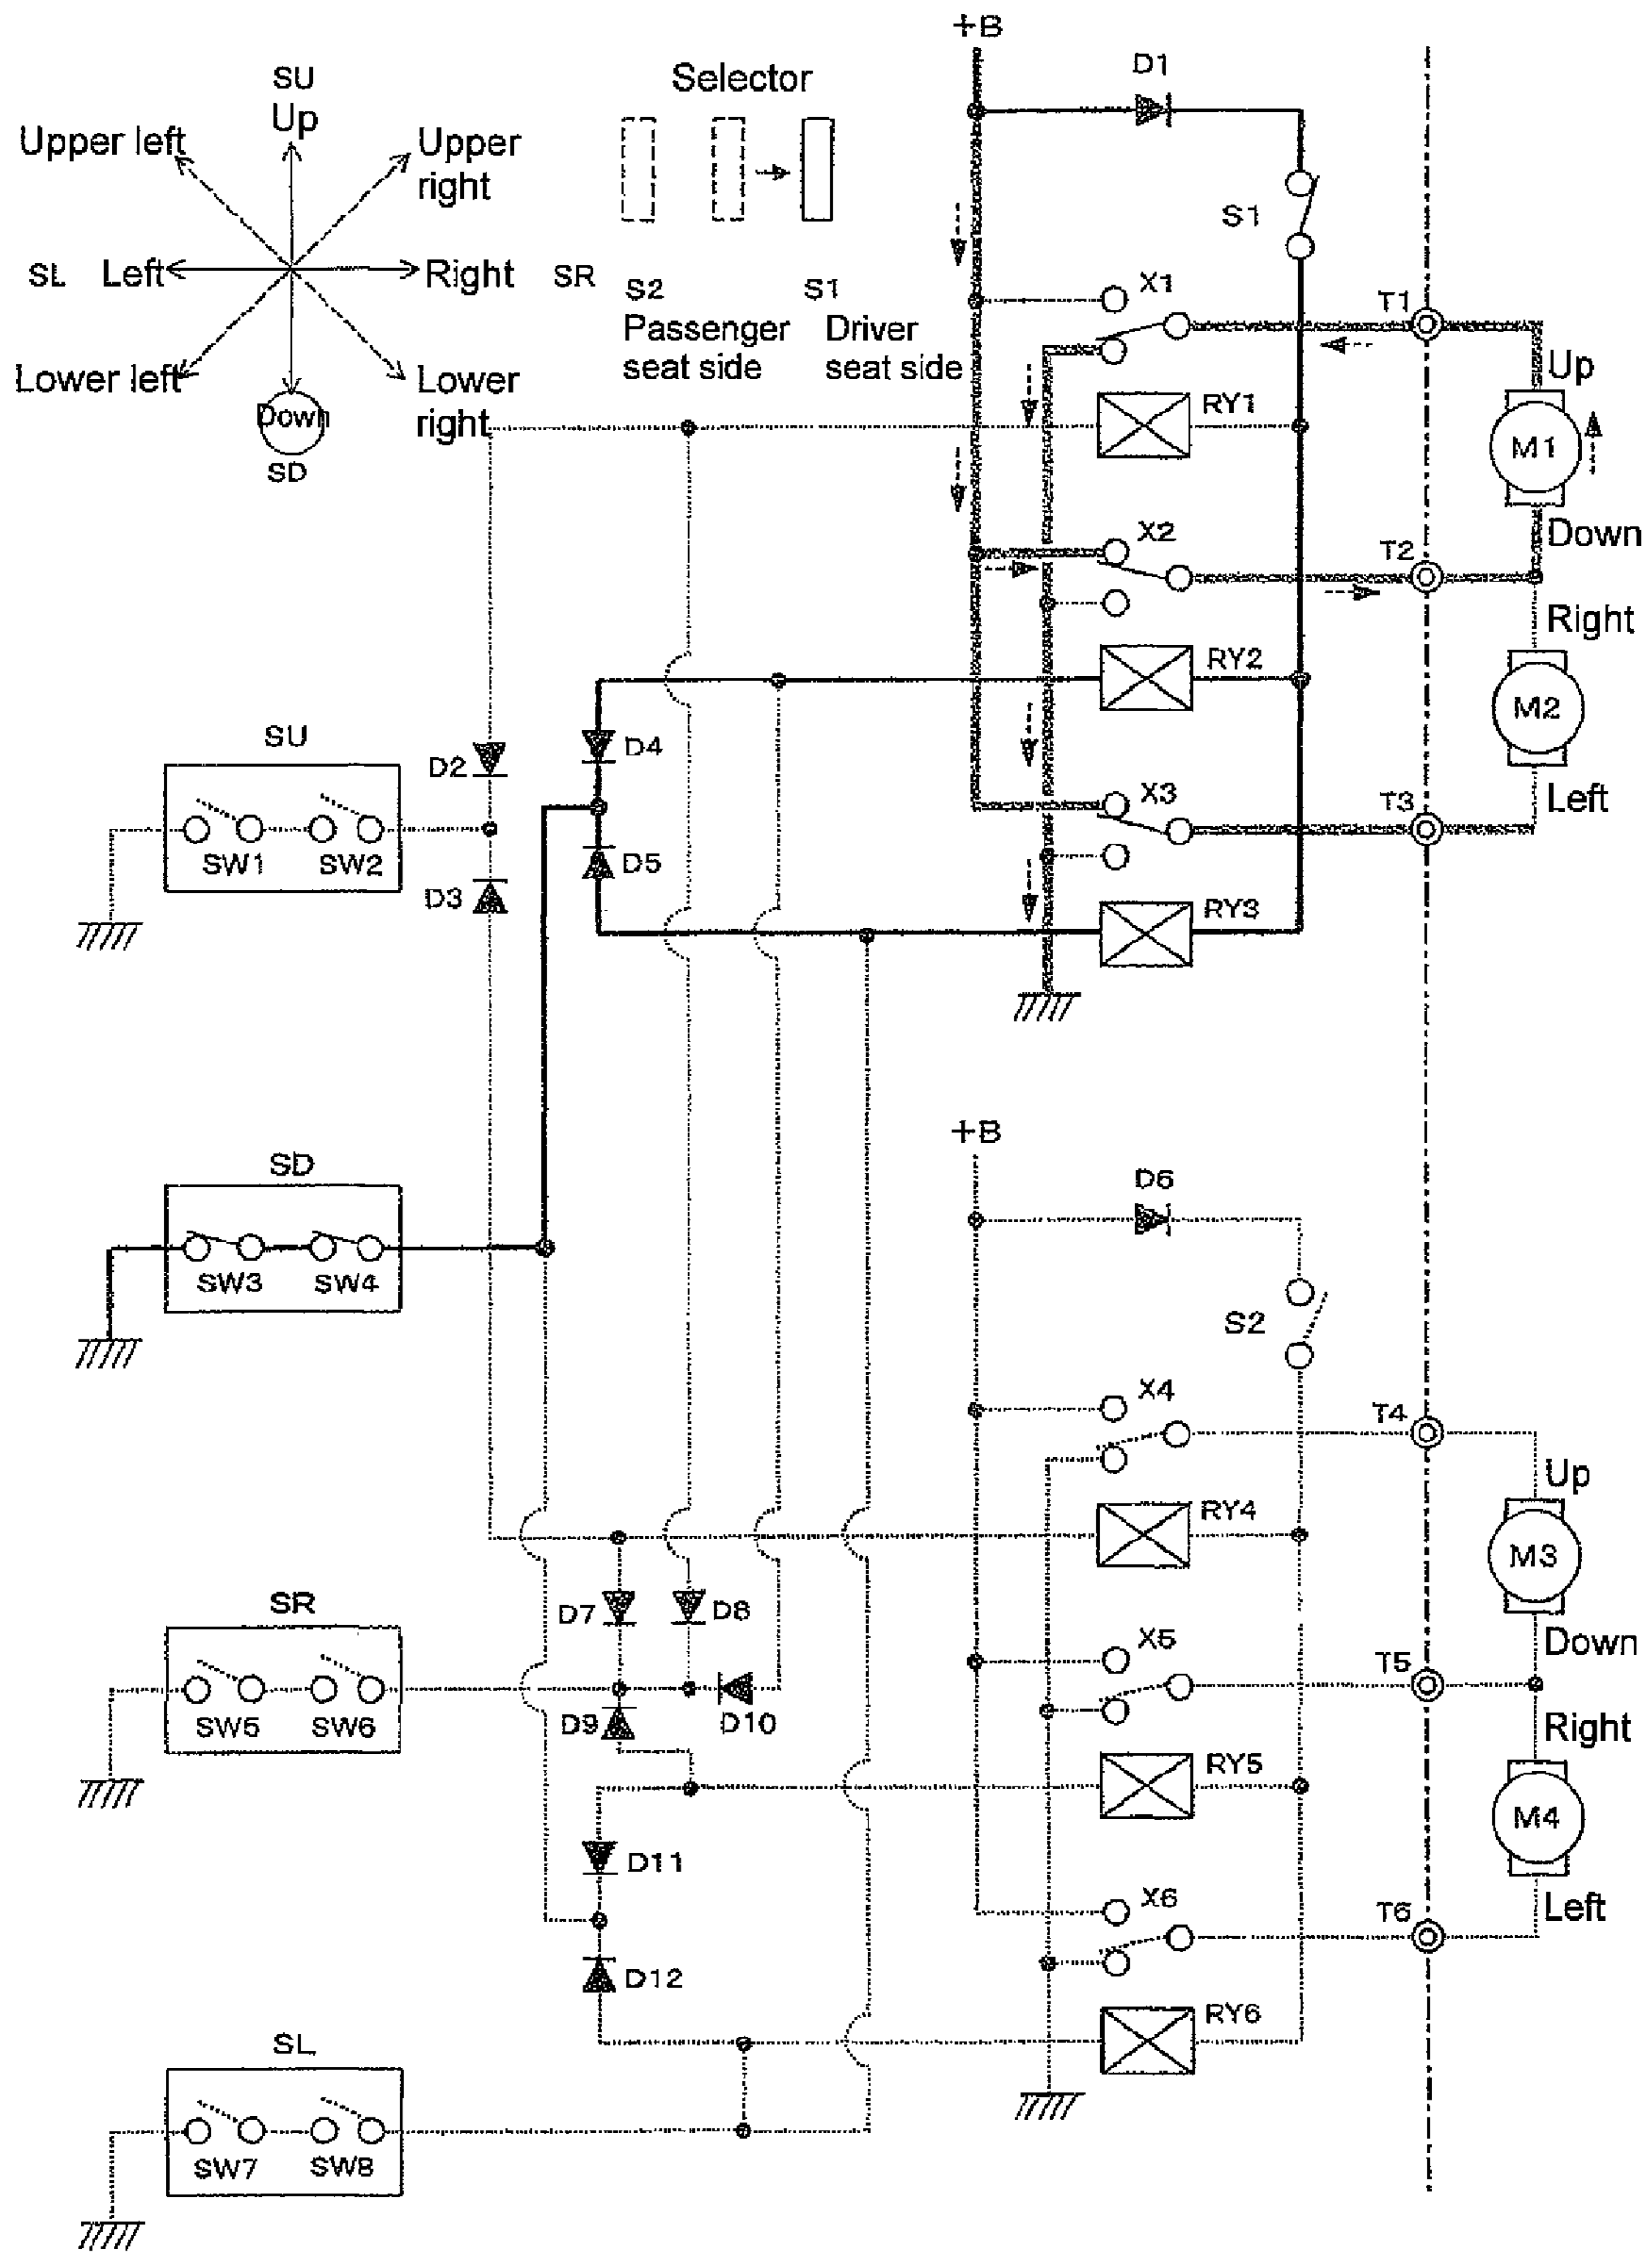 +B
D1
SU
Up
Selector
Upper left
Upper
right
S1
SL
Left
Right
SR
S2
S1
X1
T1
Passenger
seat side
Driver
seat side
Up
Lower left
Lower
right
RY1
Down
SD
M1
X2
T2
Down
Right
RY2
M2
SU
D2
D4
X3
T3
Left
SW1
SW2
D5
D3
RY3
+B
SD
D6
SW3
SW4
S2
X4
T4
Up
RY4
M3
SR
D7
D8
X5
T5
Down
SW5
SW6
D9
D10
Right
RY5
M4
D11
X6
T6
Left
D12
RY6
SL
SW7
SW8